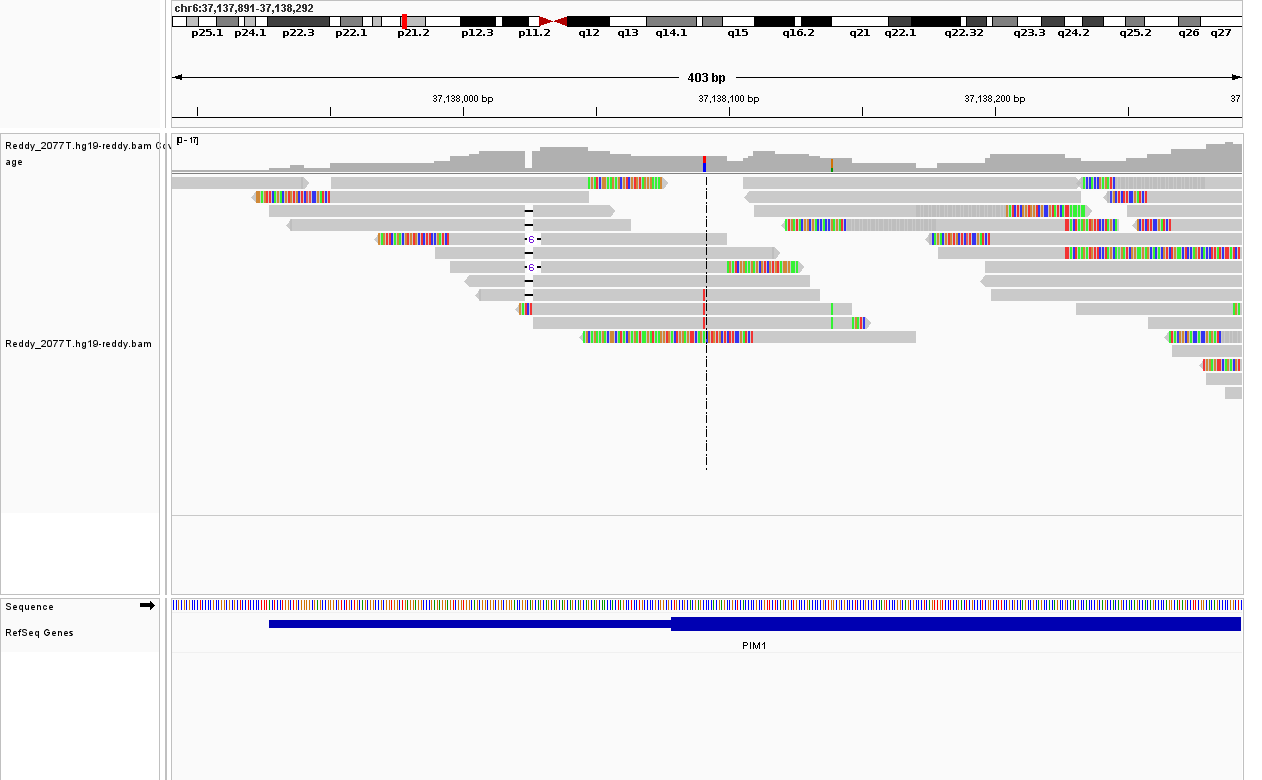 chr6:37,137,891-37,138,292
p25.1 p24.1 p22.3 p22.1 p21.2 p12.3 p11.2 q12 q13 q14.1 q15 q16.2 q21 q22.1 q22.32 q23.3 q24.2 q25.2 q26 q27
403 bp
37,138,000 bp 37,138,100 bp 37,138,200 bp 37
Reddy_2077T.hg19-reddy.bam Cov
age
[0 - 17]
6
6
Reddy_2077T.hg19-reddy.bam
Sequence
RefSeq Genes
PIM1